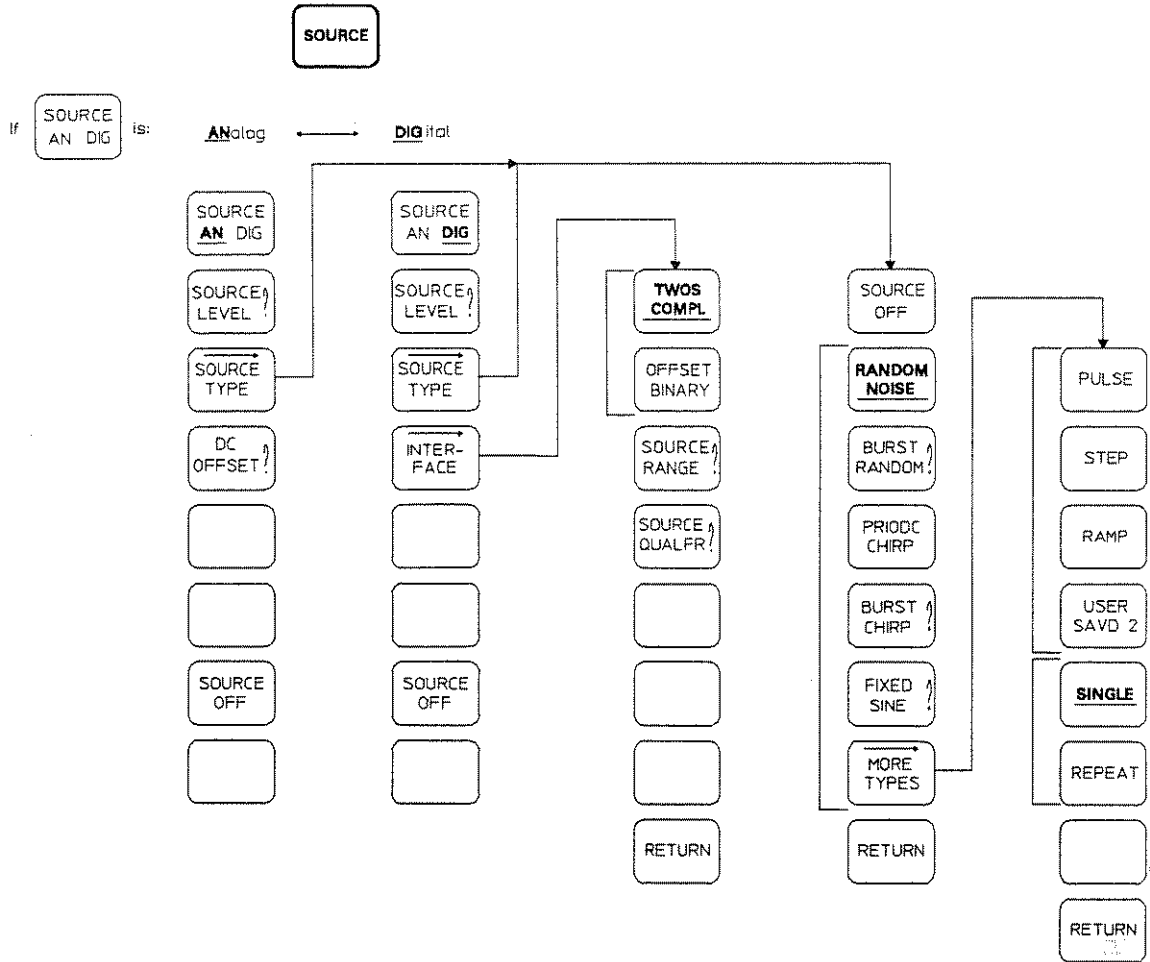 SOURCE
If
SOURCE
AN DIG
is:
ANalog
DIGital
SOURCE
AN DIG
SOURCE
LEVEL?
SOURCE
TYPE
DC
OFFSET?
SOURCE
OFF
SOURCE
AN DIG
SOURCE
LEVEL?
SOURCE
TYPE
INTER-
FACE
SOURCE
OFF
TWOS
COMPL
OFFSET
BINARY
SOURCE
RANGE?
SOURCE
QUALFR?
RETURN
SOURCE
OFF
RANDOM
NOISE
BURST
RANDOM?
PRIODC
CHIRP
BURST
CHIRP?
FIXED
SINE?
MORE
TYPES
RETURN
PULSE
STEP
RAMP
USER
SAVD 2
SINGLE
REPEAT
RETURN